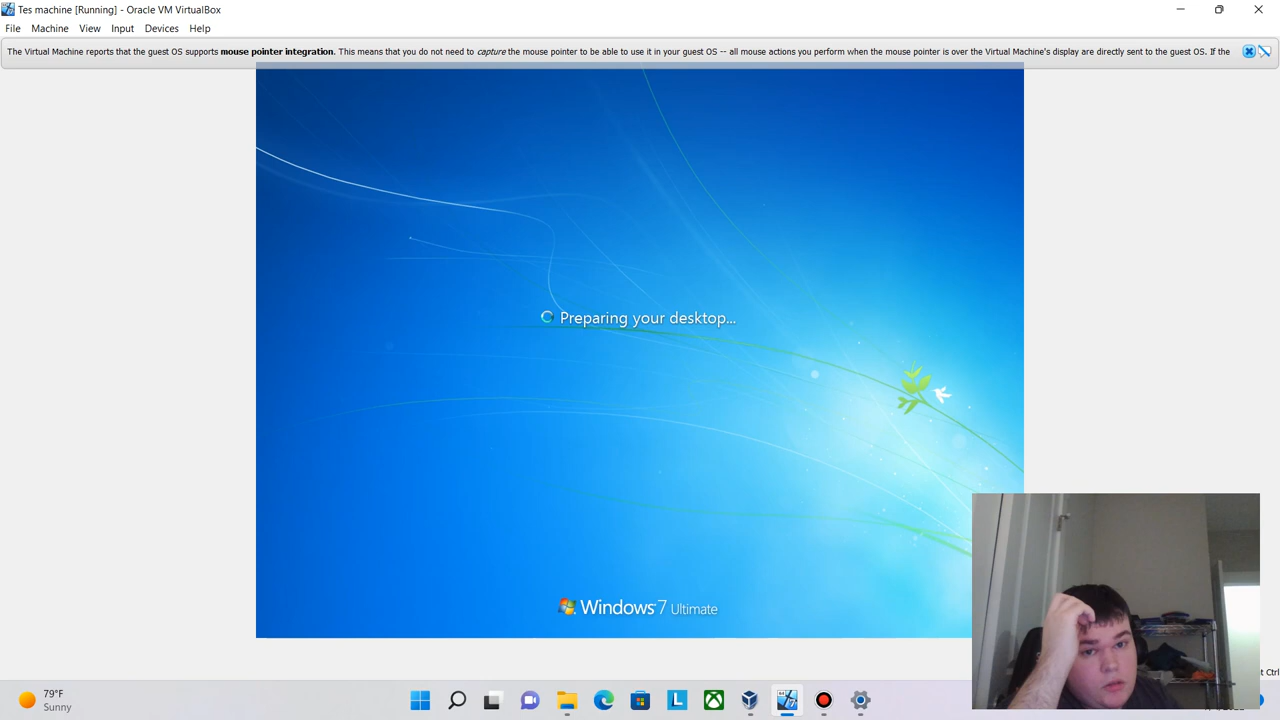 Tes machine [Running] - Oracle VM VirtualBox
File Machine View Input Devices Help
The Virtual Machine reports that the guest OS supports mouse pointer integration. This means that you do not need to capture the mouse pointer to be able to use it in your guest OS -- all mouse actions you perform when the mouse pointer is over the Virtual Machine's display are directly sent to the guest OS. If the
Preparing your desktop...
Windows 7 Ultimate
Ctrl
79°F
Sunny